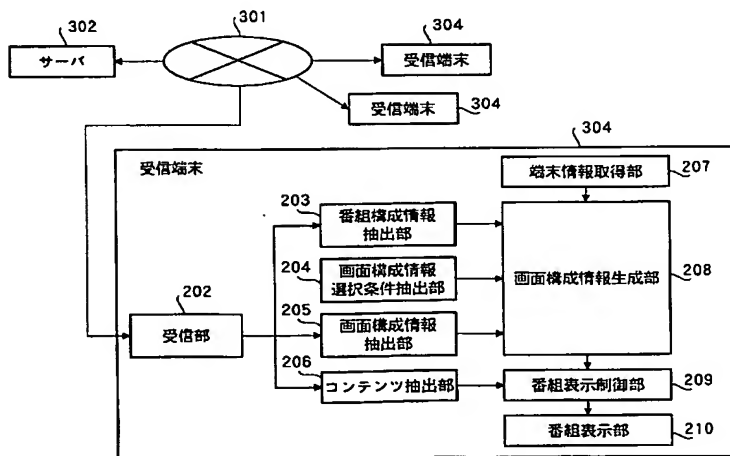 301
302
サーバ
304
受信端末
受信端末
304
304
受信端末
端末情報取得部
207
203
番組構成情報
抽出部
204
画面構成情報
選択条件抽出部
画面構成情報生成部
208
202
受信部
205
画面構成情報
抽出部
206
コンテンツ抽出部
番組表示制御部
209
番組表示部
210